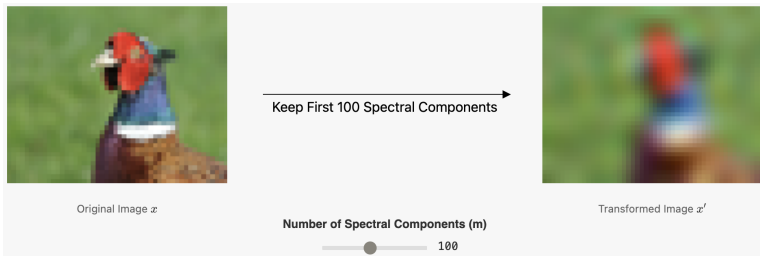 Keep First 100 Spectral Components
Original Image x
Transformed Image x′
Number of Spectral Components (m)
100